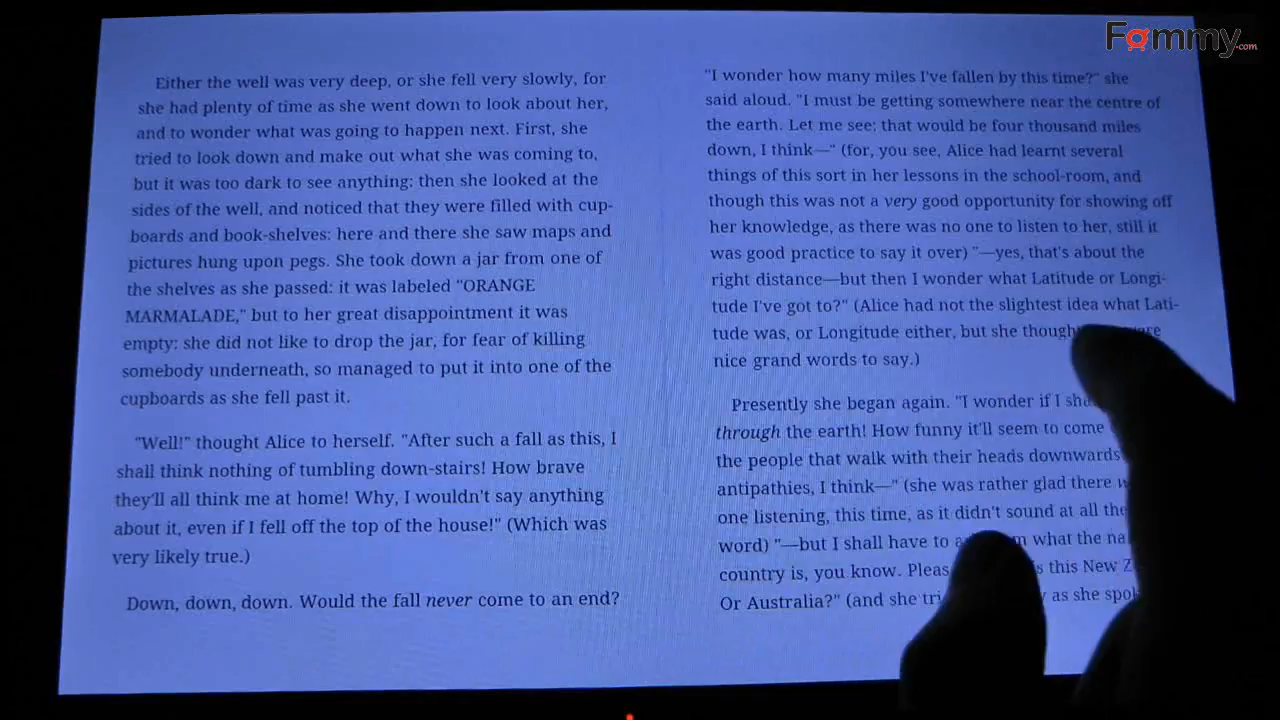 Fommy.com
Either the well was very deep, or she fell very slowly, for
she had plenty of time as she went down to look about her,
and to wonder what was going to happen next. First, she
tried to look down and make out what she was coming to,
but it was too dark to see anything; then she looked at the
sides of the well, and noticed that they were filled with cup-
boards and book-shelves: here and there she saw maps and
pictures hung upon pegs. She took down a jar from one of
the shelves as she passed: it was labeled "ORANGE
MARMALADE," but to her great disappointment it was
empty; she did not like to drop the jar, for fear of killing
somebody underneath, so managed to put it into one of the
cupboards as she fell past it.
"Well!" thought Alice to herself. "After such a fall as this, I
shall think nothing of tumbling down-stairs! How brave
they'll all think me at home! Why, I wouldn't say anything
about it, even if I fell off the top of the house!" (Which was
very likely true.)
Down, down, down. Would the fall never come to an end?
"I wonder how many miles I've fallen by this time?" she
said aloud. "I must be getting somewhere near the centre of
the earth. Let me see: that would be four thousand miles
down, I think—" (for, you see, Alice had learnt several
things of this sort in her lessons in the school-room, and
though this was not a very good opportunity for showing off
her knowledge, as there was no one to listen to her, still it
was good practice to say it over) "—yes, that's about the
right distance—but then I wonder what Latitude or Longi-
tude I've got to?" (Alice had not the slightest idea what Lati-
tude was, or Longitude either, but she thought
nice grand words to say.)
Presently she began again. "I wonder if I
through the earth! How funny it'll seem to come
the people that walk with their heads downwards
antipathies, I think—" (she was rather glad there
one listening, this time, as it didn't sound at all the
word) "—but I shall have to what the
country is, you know. this New
Or Australia?" (and she as she